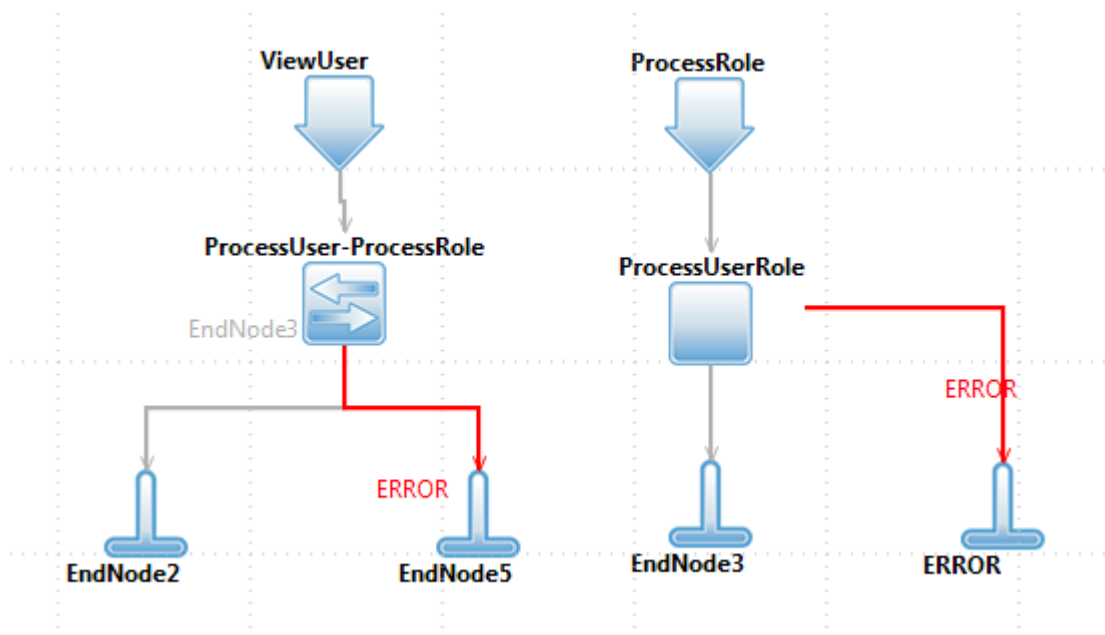 ViewUser
ProcessRole
ProcessUser-ProcessRole
ProcessUserRole
EndNode3
ERROR
ERROR
EndNode2
EndNode5
EndNode3
ERROR